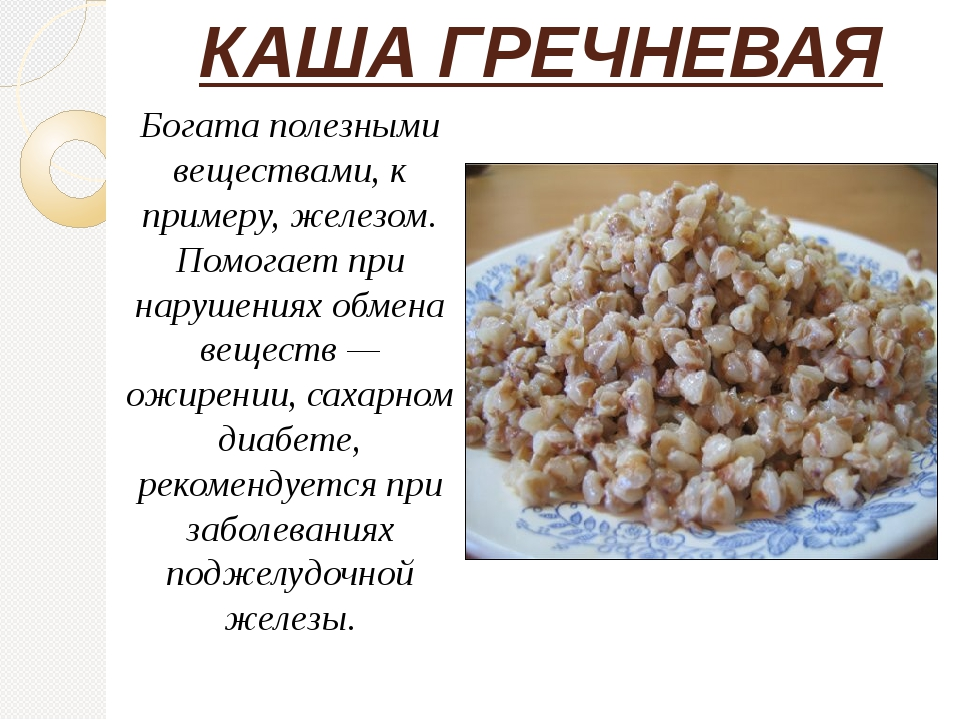 КАША ГРЕЧНЕВАЯ
Богата полезными
веществами, к
примеру, железом.
Помогает при
нарушениях обмена
веществ —
ожирении, сахарном
диабете,
рекомендуется при
заболеваниях
поджелудочной
железы.